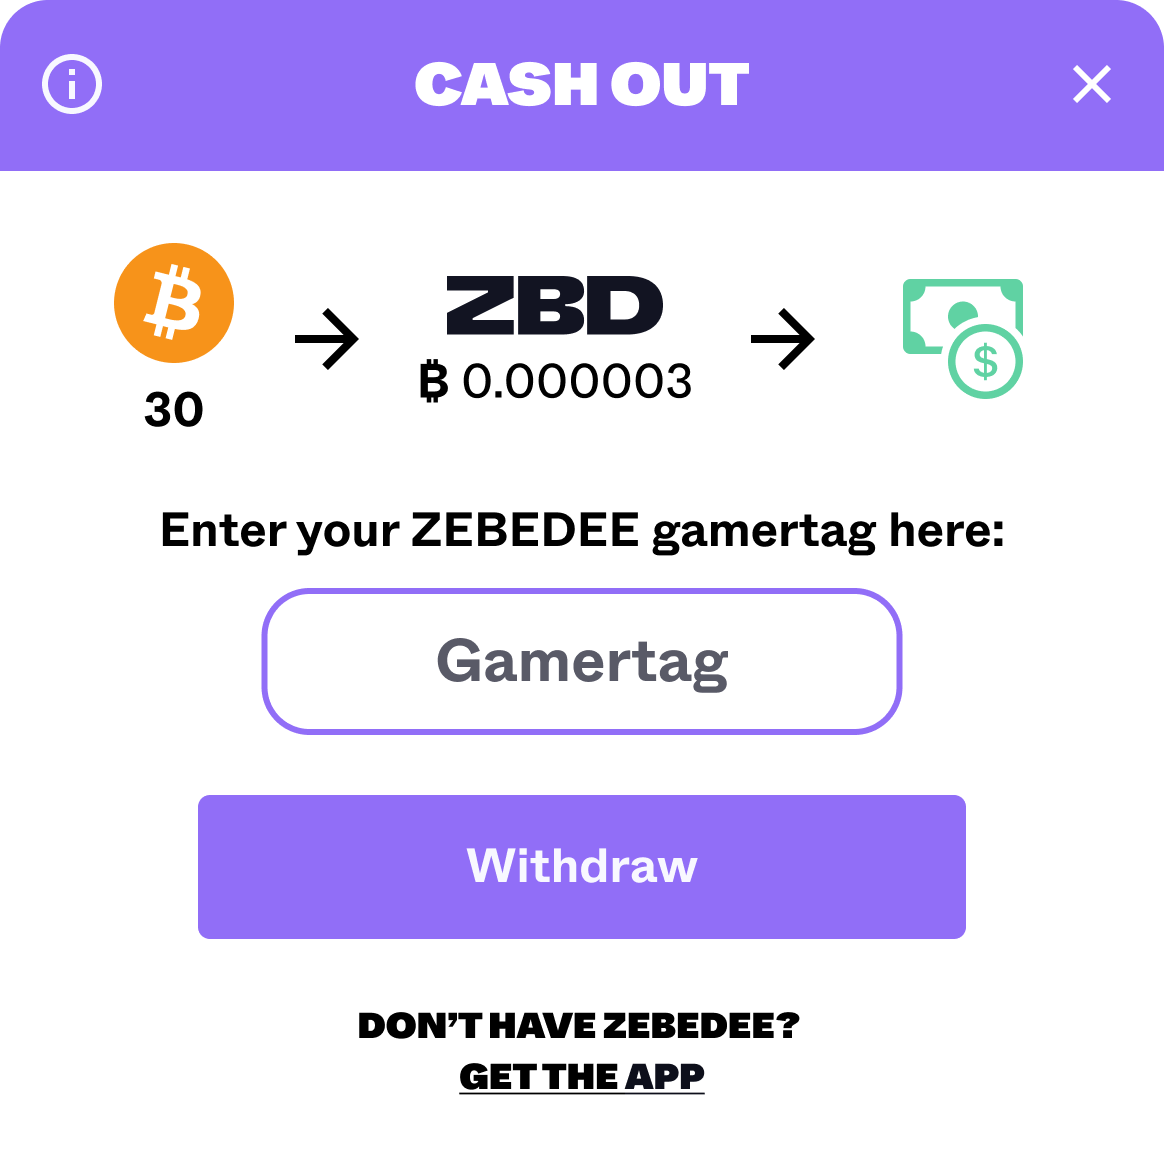 CASH OUT
ZBD
₿ 0.000003
30
Enter your ZEBEDEE gamertag here:
Gamertag
Withdraw
DON’T HAVE ZEBEDEE?
GET THE APP